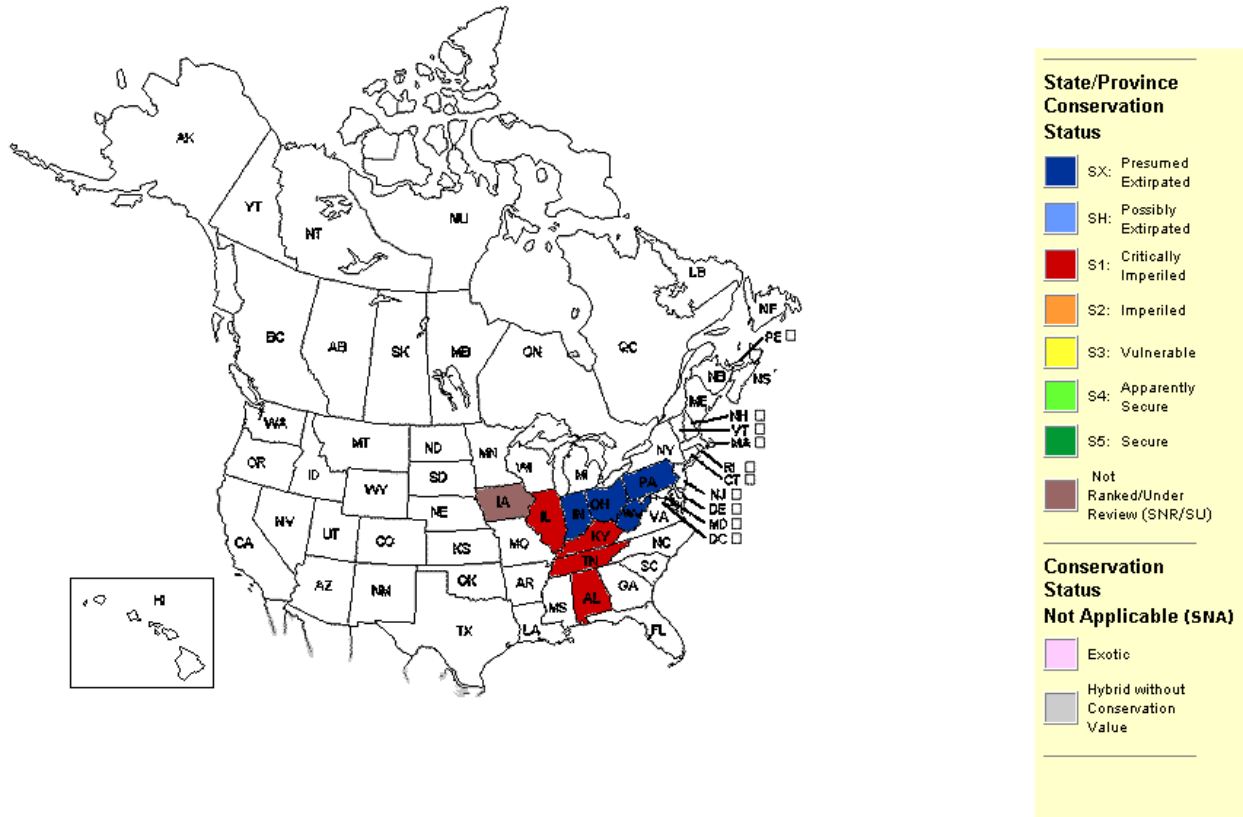 AK
YT
NT
NU
BC
AB
SK
MB
ON
QC
LB
NF
PE
NB
NS
ME
NH
VT
MA
RI
CT
NJ
DE
MD
DC
WA
OR
ID
MT
ND
SD
MN
WI
MI
NY
PA
WY
NE
IA
IL
IN
OH
WV
VA
CA
NV
UT
CO
KS
MO
KY
NC
TN
SC
AZ
NM
OK
AR
MS
AL
GA
TX
LA
FL
HI
State/Province
Conservation
Status
SX: Presumed
Extirpated
SH: Possibly
Extirpated
S1: Critically
Imperiled
S2: Imperiled
S3: Vulnerable
S4: Apparently
Secure
S5: Secure
Not
Ranked/Under
Review (SNR/SU)
Conservation
Status
Not Applicable (SNA)
Exotic
Hybrid without
Conservation
Value